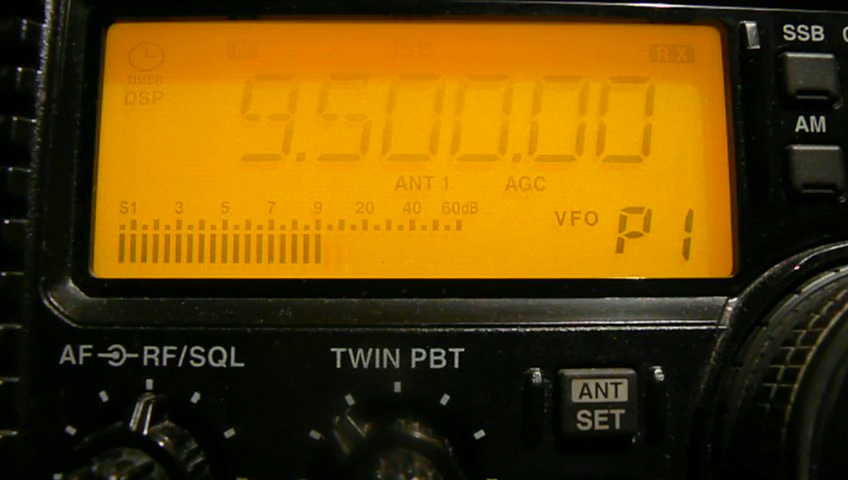 SSB
TIMER
RX
DSP
9.500.00
AM
ANT 1 AGC
S1 3 5 7 9 20 40 60dB
VFO P1
AF RF/SQL
TWIN PBT
ANT
SET